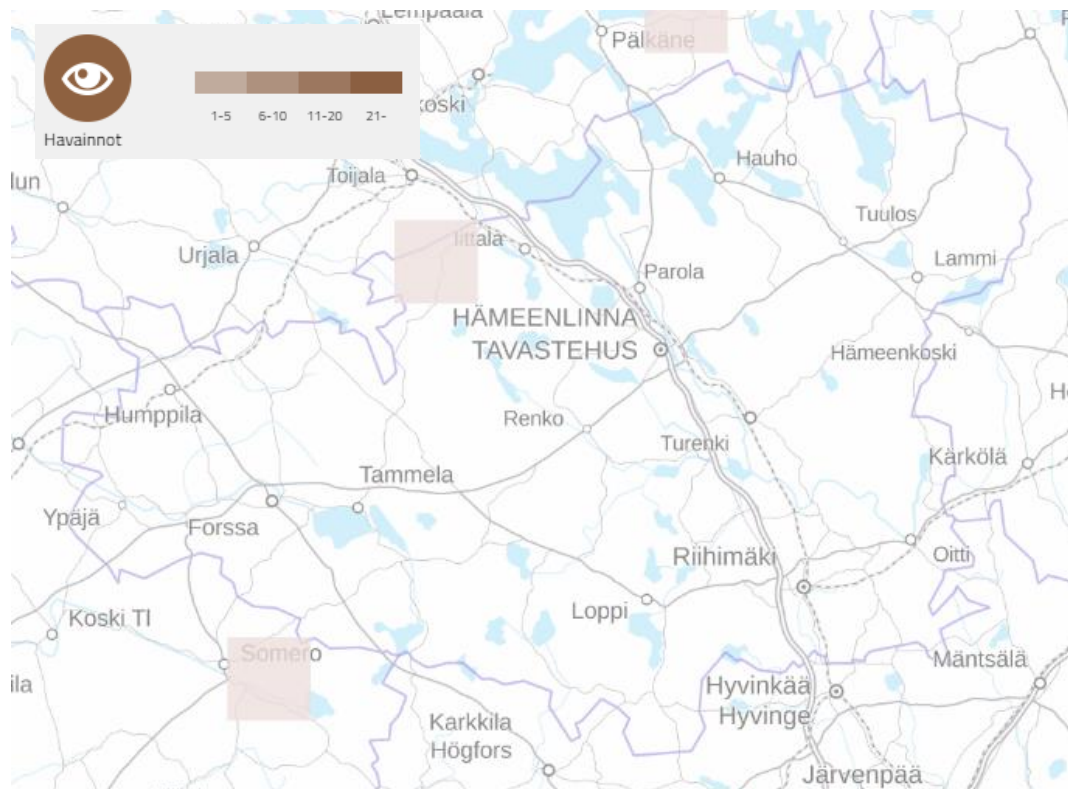 Lempäälä
Pälkäne
koski
1-5
6-10
11-20
21-
Havainnot
Hauho
lun
Toijala
Tuulos
Iittala
Urjala
Parola
Lammi
HÄMEENLINNA
TAVASTEHUS
Hämeenkoski
Humppila
Renko
Turenki
Kärkölä
Tammela
Ypäjä
Forssa
Riihimäki
Oitti
Loppi
Koski Tl
Somero
Mäntsälä
ila
Hyvinkää
Hyvinge
Karkkila
Högfors
Järvenpää